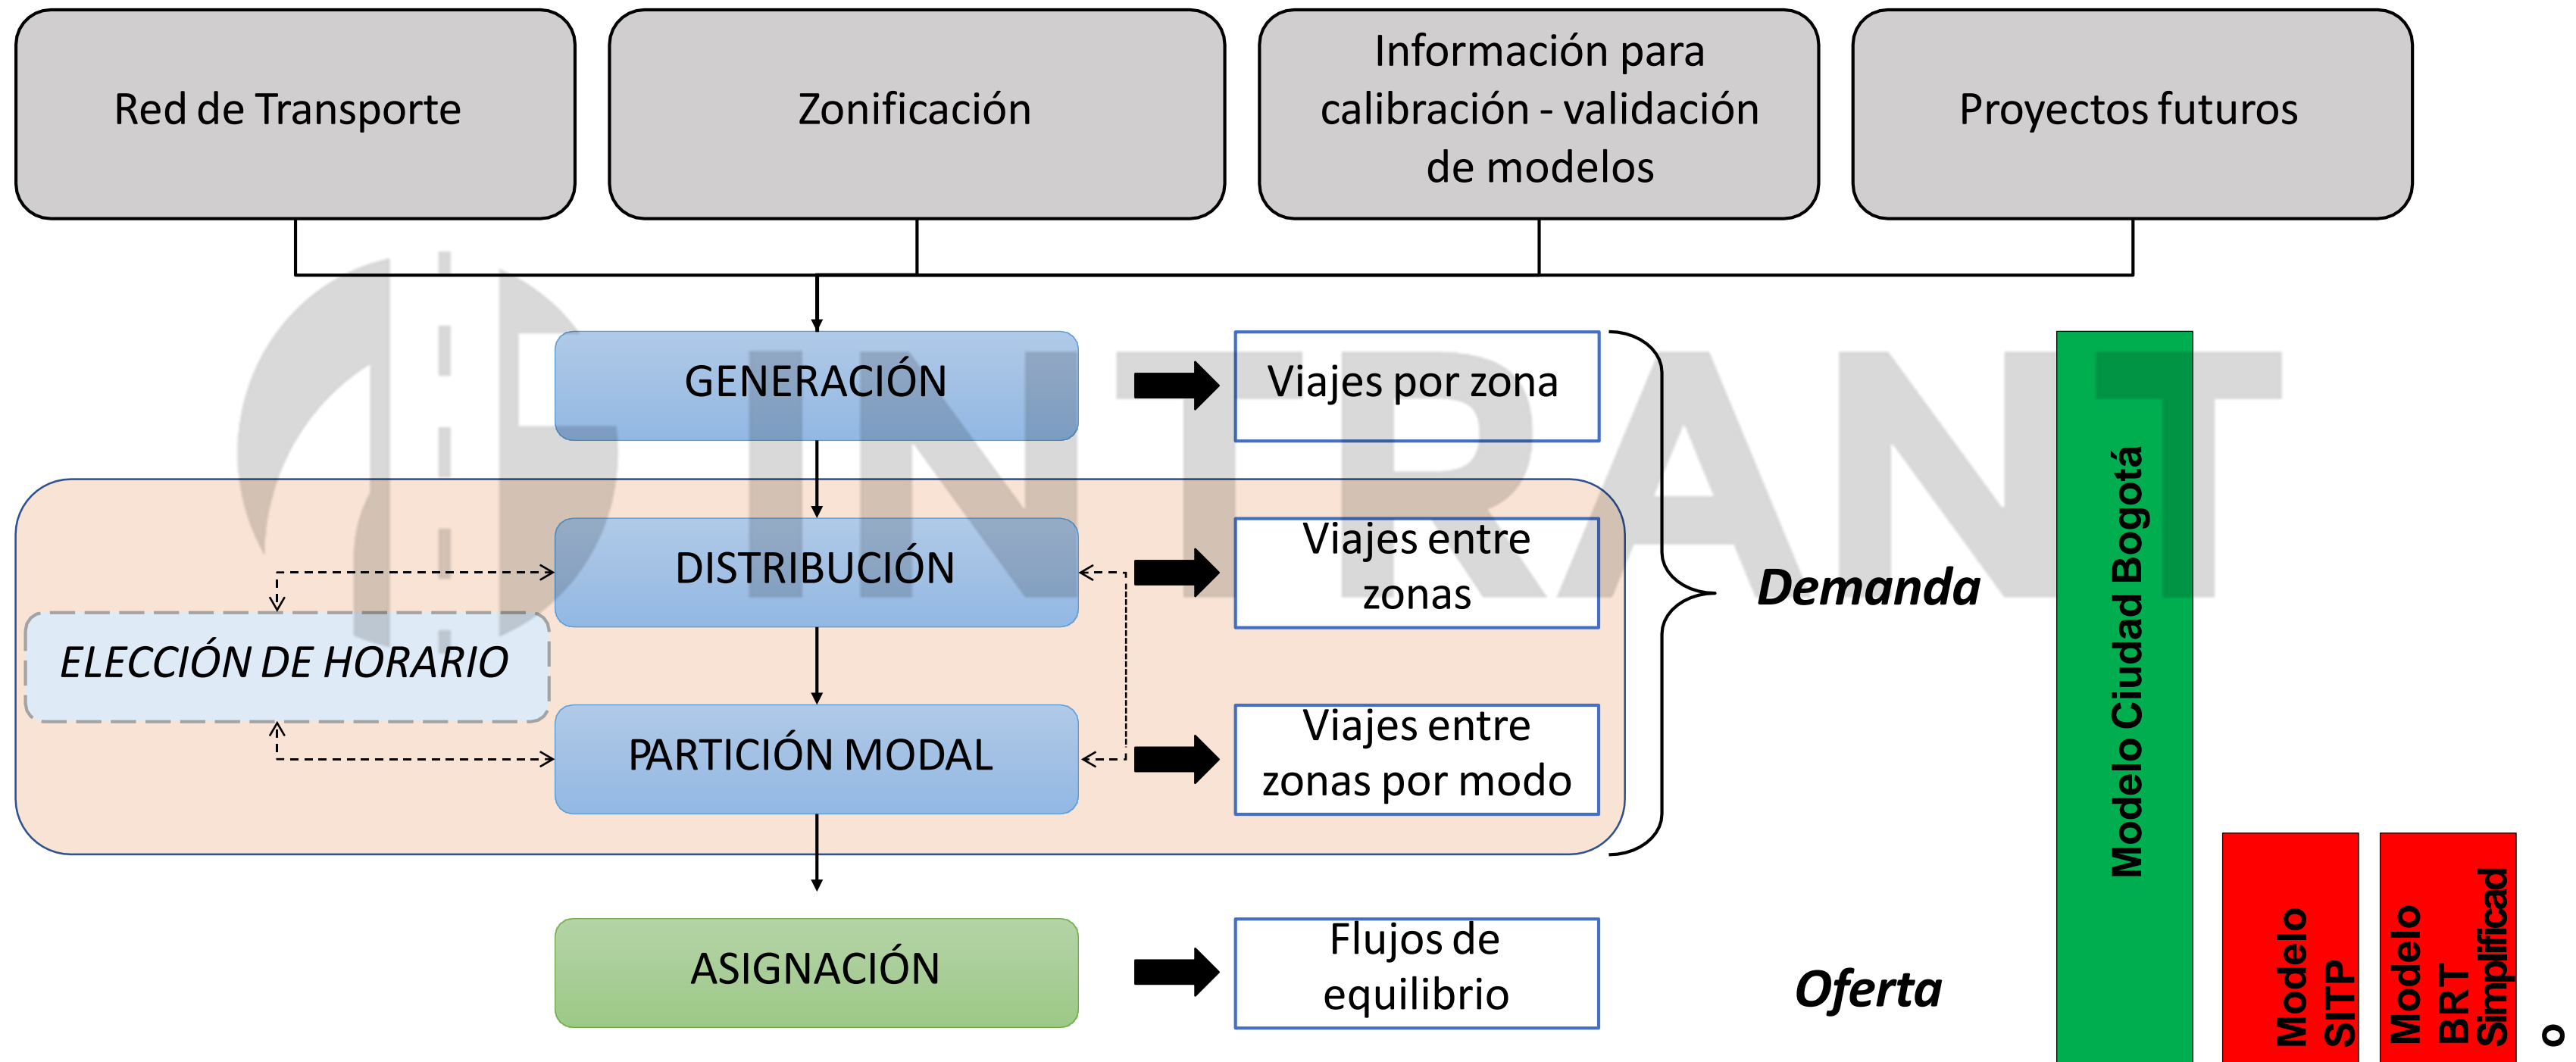 Red de Transporte
Zonificación
Información para
calibración - validación
de modelos
Proyectos futuros
INTRANT
GENERACIÓN
Viajes por zona
DISTRIBUCIÓN
Viajes entre
zonas
ELECCIÓN DE HORARIO
PARTICIÓN MODAL
Viajes entre
zonas por modo
ASIGNACIÓN
Flujos de
equilibrio
Demanda
Oferta
Modelo Ciudad Bogotá
Modelo
SITP
Modelo
BRT
Simplificad
o